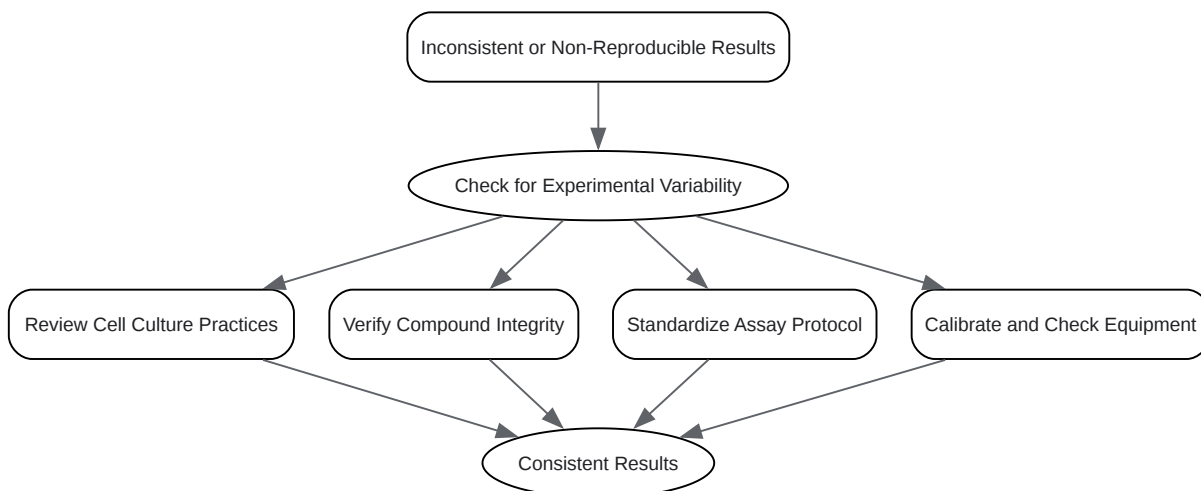 Inconsistent or Non-Reproducible Results
Check for Experimental Variability
Review Cell Culture Practices
Verify Compound Integrity
Standardize Assay Protocol
Calibrate and Check Equipment
Consistent Results